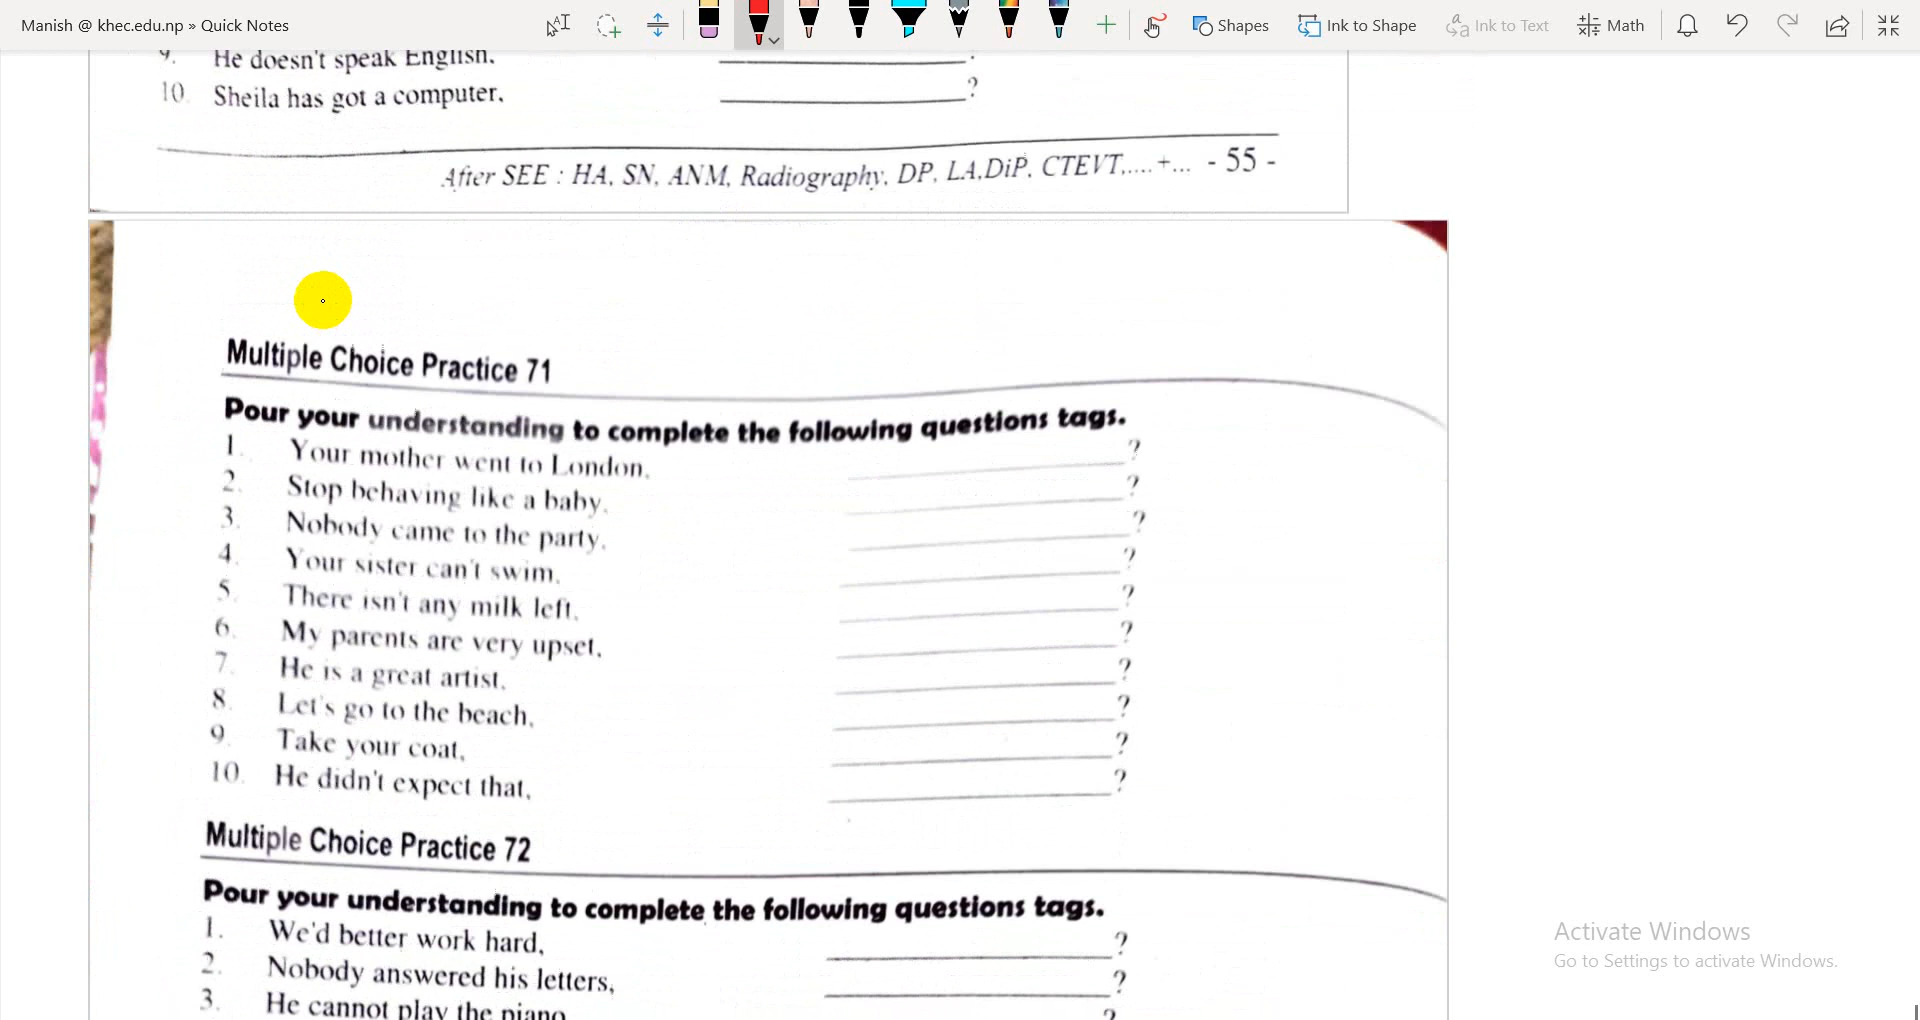 Manish @ khec.edu.np » Quick Notes
Shapes
Ink to Shape
Ink to Text
Math
9. He doesn't speak English. ?
10. Sheila has got a computer. ?
After SEE : HA, SN, ANM, Radiography, DP, LA,DiP, CTEVT,....+... - 55 -
Multiple Choice Practice 71
Pour your understanding to complete the following questions tags.
1. Your mother went to London. ?
2. Stop behaving like a baby. ?
3. Nobody came to the party. ?
4. Your sister can't swim. ?
5. There isn't any milk left. ?
6. My parents are very upset. ?
7. He is a great artist. ?
8. Let's go to the beach. ?
9. Take your coat, ?
10. He didn't expect that, ?
Multiple Choice Practice 72
Pour your understanding to complete the following questions tags.
1. We'd better work hard, ?
2. Nobody answered his letters, ?
3. He cannot play the piano ?
Activate Windows
Go to Settings to activate Windows.